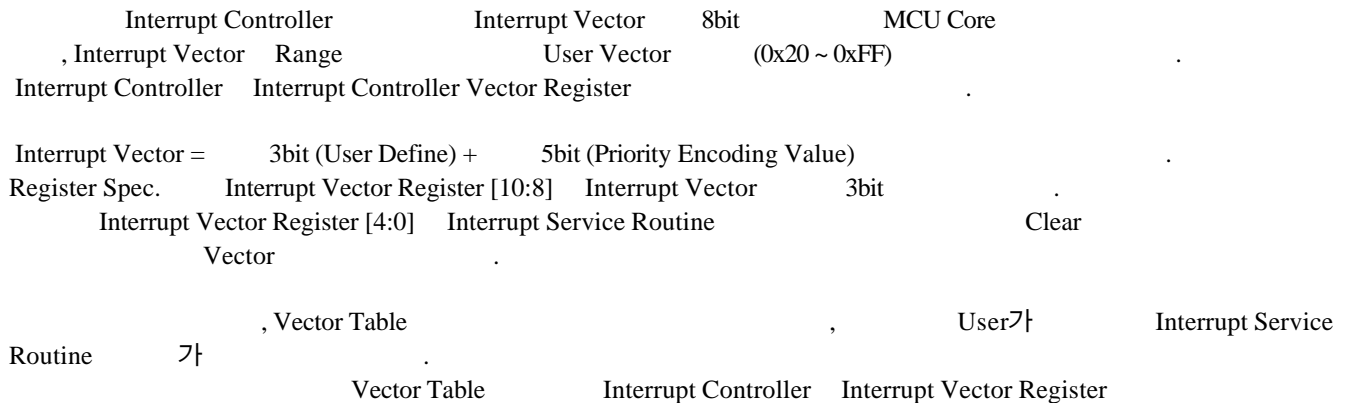 Interrupt Controller Interrupt Vector 8bit MCU Core
, Interrupt Vector Range User Vector (0x20 ~ 0xFF) .
Interrupt Controller Interrupt Controller Vector Register .
Interrupt Vector = 3bit (User Define) + 5bit (Priority Encoding Value) .
Register Spec. Interrupt Vector Register [10:8] Interrupt Vector 3bit .
Interrupt Vector Register [4:0] Interrupt Service Routine Clear
Vector .
, Vector Table , User가 Interrupt Service
Routine 가 .
Vector Table Interrupt Controller Interrupt Vector Register